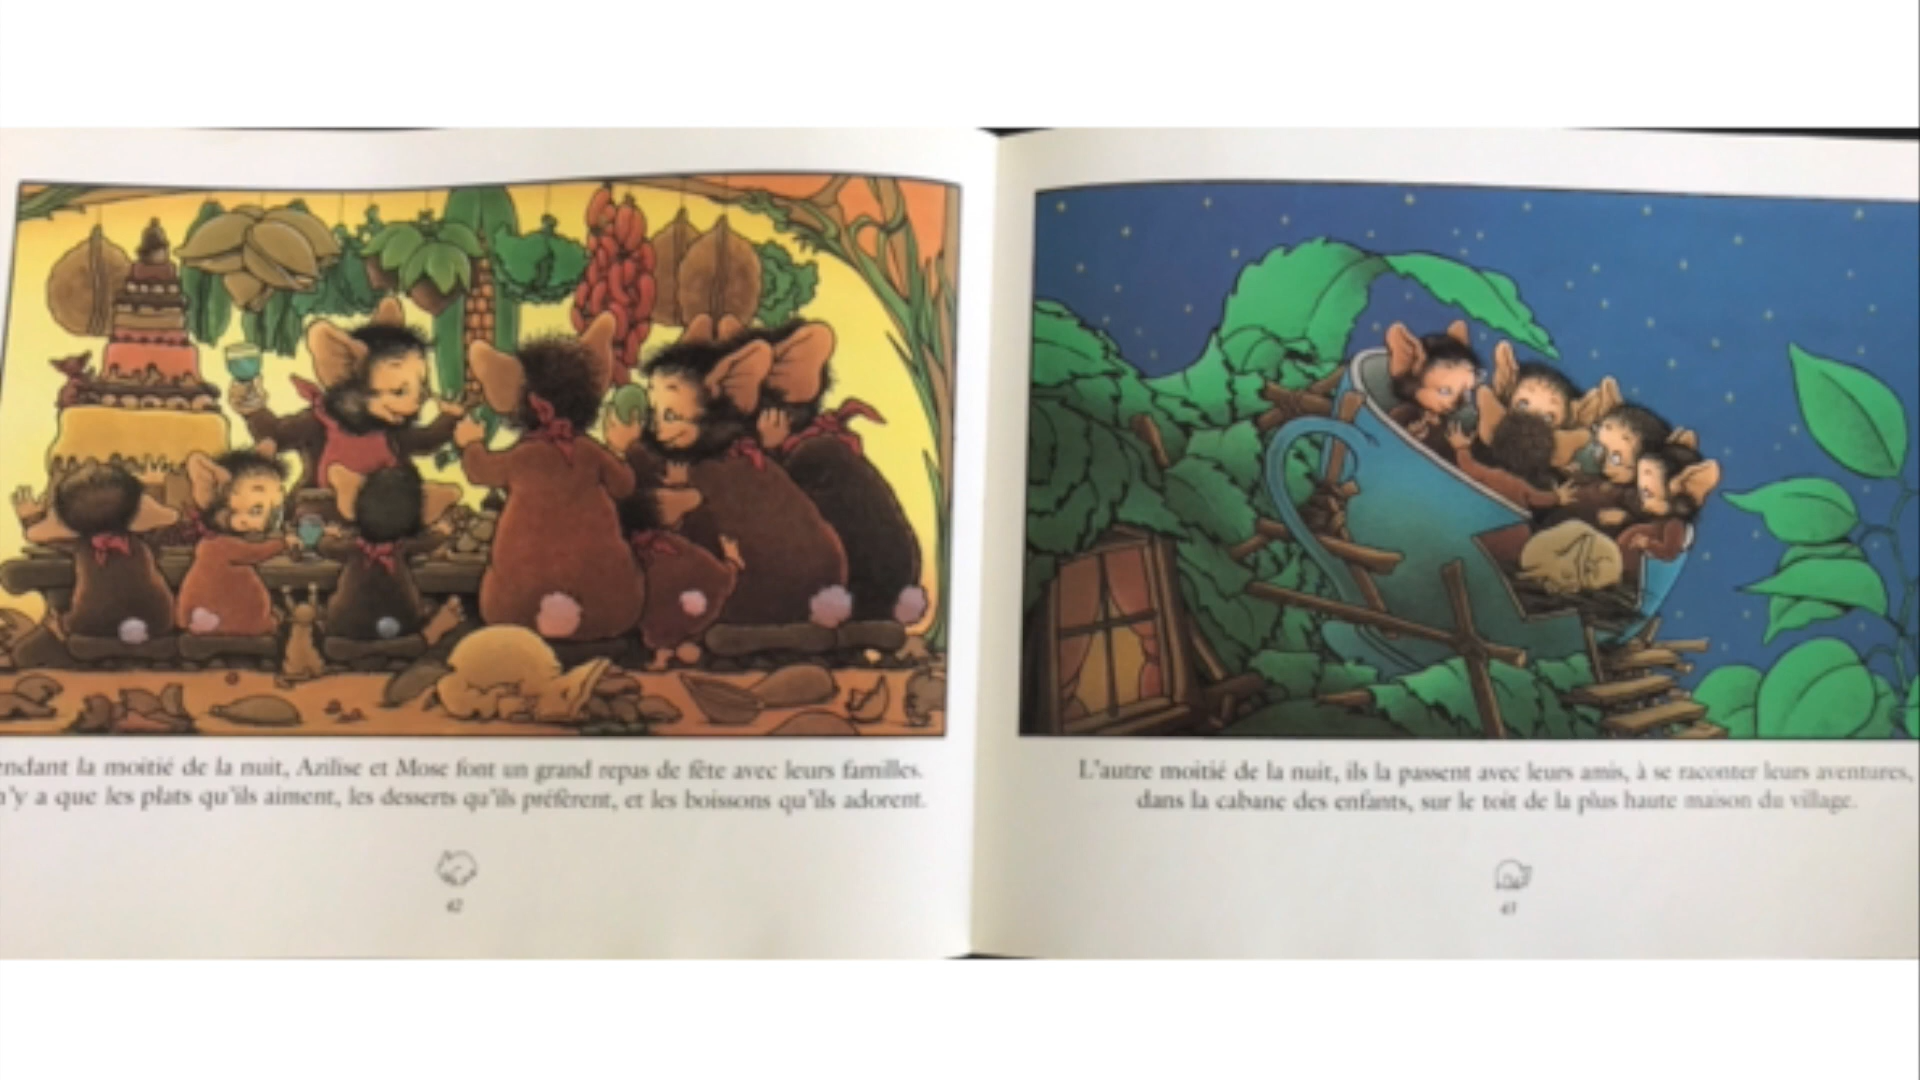 ndant la moitié de la nuit, Azilise et Mose font un grand repas de fête avec leurs familles.
n'y a que les plats qu'ils aiment, les desserts qu'ils préfèrent, et les boissons qu'ils adorent.
42
L'autre moitié de la nuit, ils la passent avec leurs amis, à se raconter leurs aventures,
dans la cabane des enfants, sur le toit de la plus haute maison du village.
43